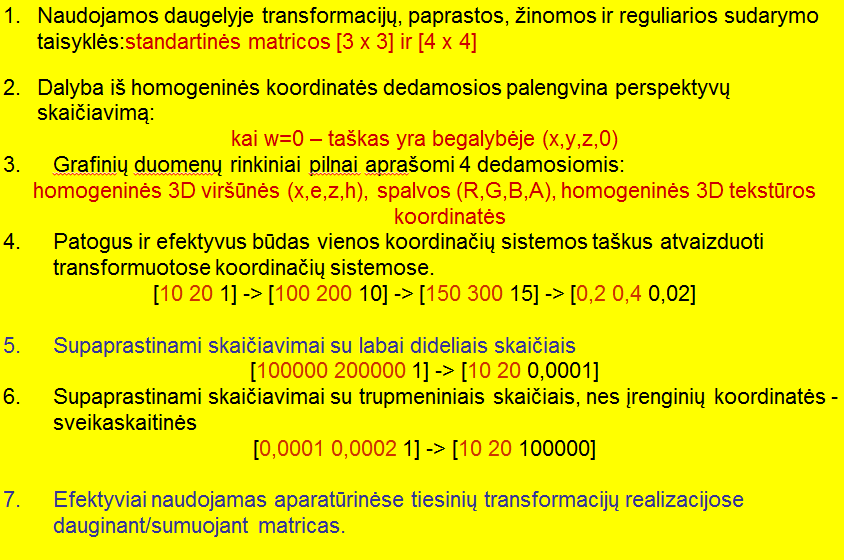 1. Naudojamos daugelyje transformacijų, paprastos, žinomos ir reguliarios sudarymo
taisyklės:standartinės matricos [3 x 3] ir [4 x 4]
2. Dalyba iš homogeninės koordinatės dedamosios palengvina perspektyvų
skaičiavimą:
kai w=0 – taškas yra begalybėje (x,y,z,0)
3. Grafinių duomenų rinkiniai pilnai aprašomi 4 dedamosiomis:
homogeninės 3D viršūnės (x,e,z,h), spalvos (R,G,B,A), homogeninės 3D tekstūros
koordinatės
4. Patogus ir efektyvus būdas vienos koordinačių sistemos taškus atvaizduoti
transformuotose koordinačių sistemose.
[10 20 1] -> [100 200 10] -> [150 300 15] -> [0,2 0,4 0,02]
5. Supaprastinami skaičiavimai su labai dideliais skaičiais
[100000 200000 1] -> [10 20 0,0001]
6. Supaprastinami skaičiavimai su trupmeniniais skaičiais, nes įrenginių koordinatės -
sveikaskaitinės
[0,0001 0,0002 1] -> [10 20 100000]
7. Efektyviai naudojamas aparatūrinėse tiesinių transformacijų realizacijose
dauginant/sumuojant matricas.